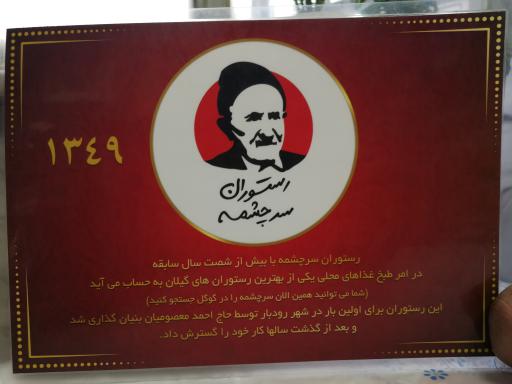 ۱۳۴۹
رستوران
سرچشمه
رستوران سرچشمه با بیش از شصت سال سابقه
در امر طبخ غذاهای محلی یکی از بهترین رستوران های گیلان به حساب می آید
(شما می توانید همین الان سرچشمه را در گوگل جستجو کنید)
این رستوران برای اولین بار در شهر رودبار توسط حاج احمد معصومیان بنیان گذاری شد
و بعد از گذشت سالها کار خود را گسترش داد.